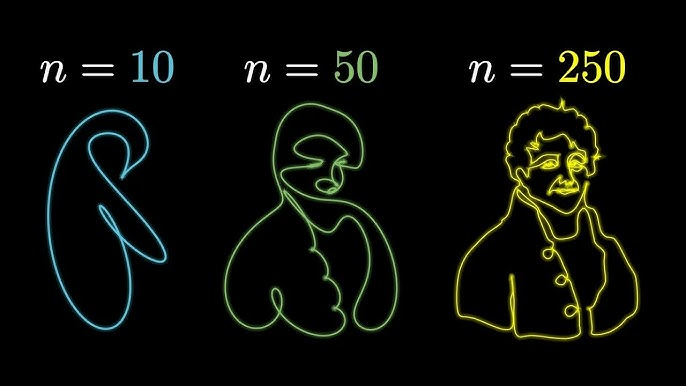 n = 10 n = 50 n = 250